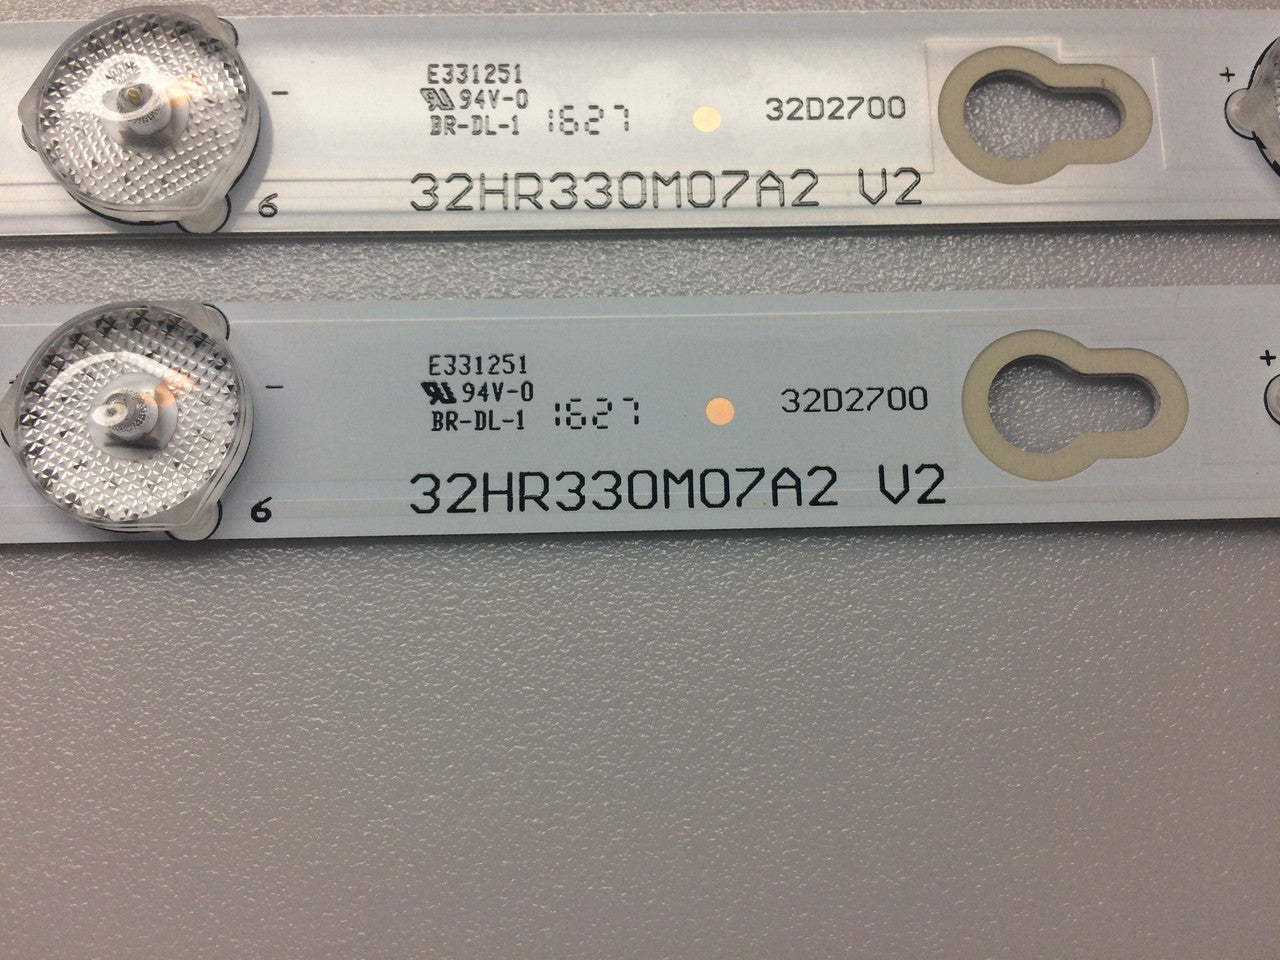 -
E331251
94V-0
BR-DL-1 1627
32D2700
+
6
32HR330M07A2 V2
-
E331251
94V-0
BR-DL-1 1627
32D2700
+
6
32HR330M07A2 V2